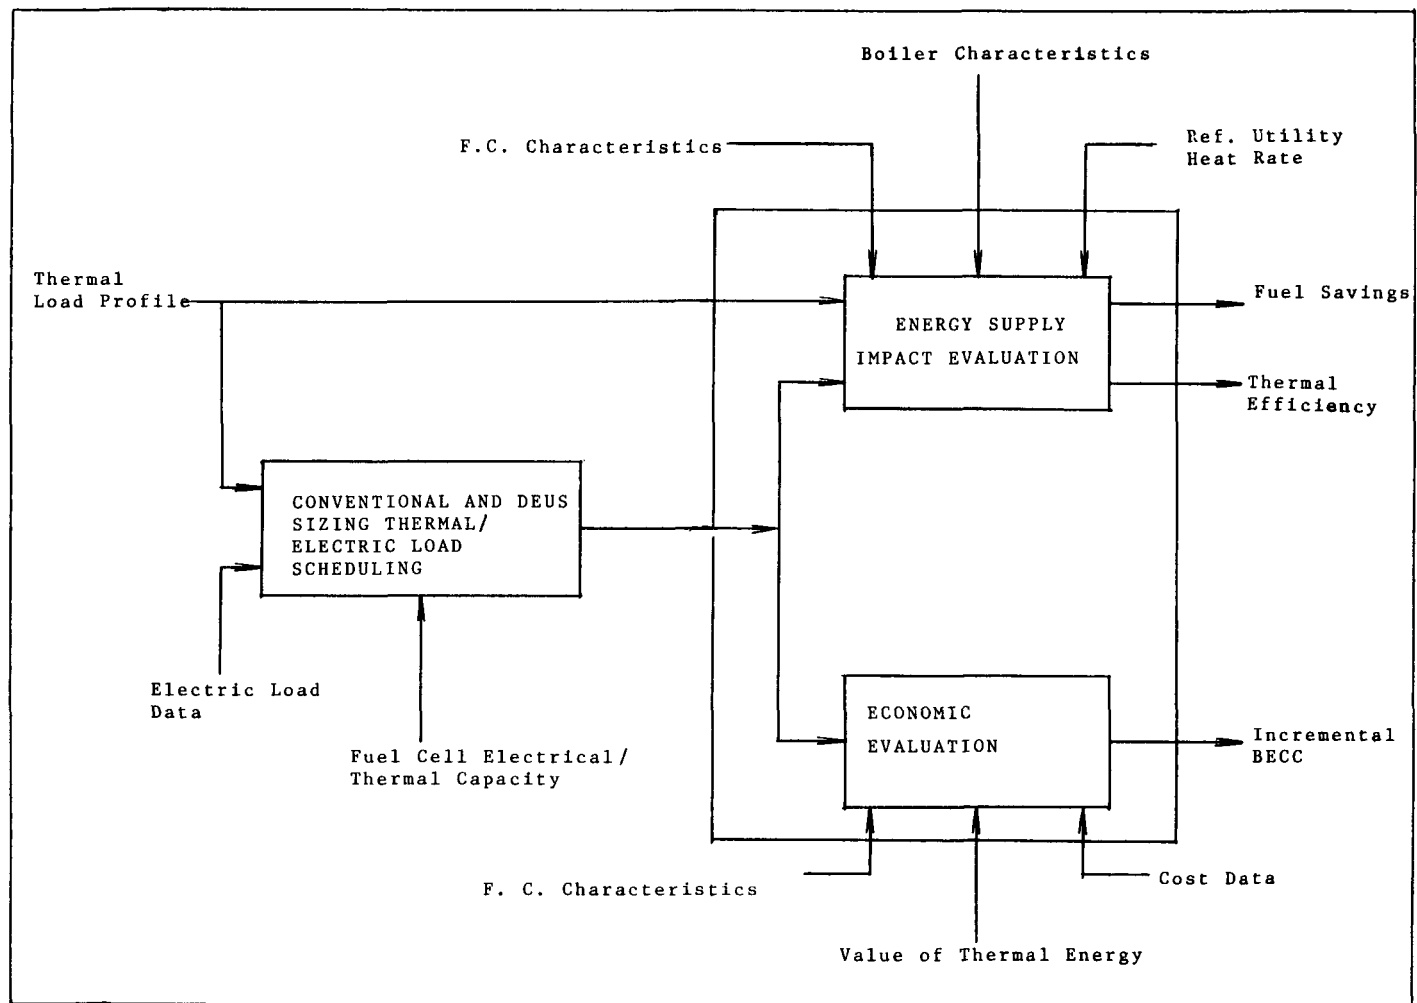 Boiler Characteristics
F.C. Characteristics
Ref. Utility
Heat Rate
Thermal
Load Profile
Fuel Savings
ENERGY SUPPLY
IMPACT EVALUATION
Thermal
Efficiency
CONVENTIONAL AND DEUS
SIZING THERMAL/
ELECTRIC LOAD
SCHEDULING
Electric Load
Data
ECONOMIC
EVALUATION
Incremental
BECC
Fuel Cell Electrical/
Thermal Capacity
F. C. Characteristics
Cost Data
Value of Thermal Energy